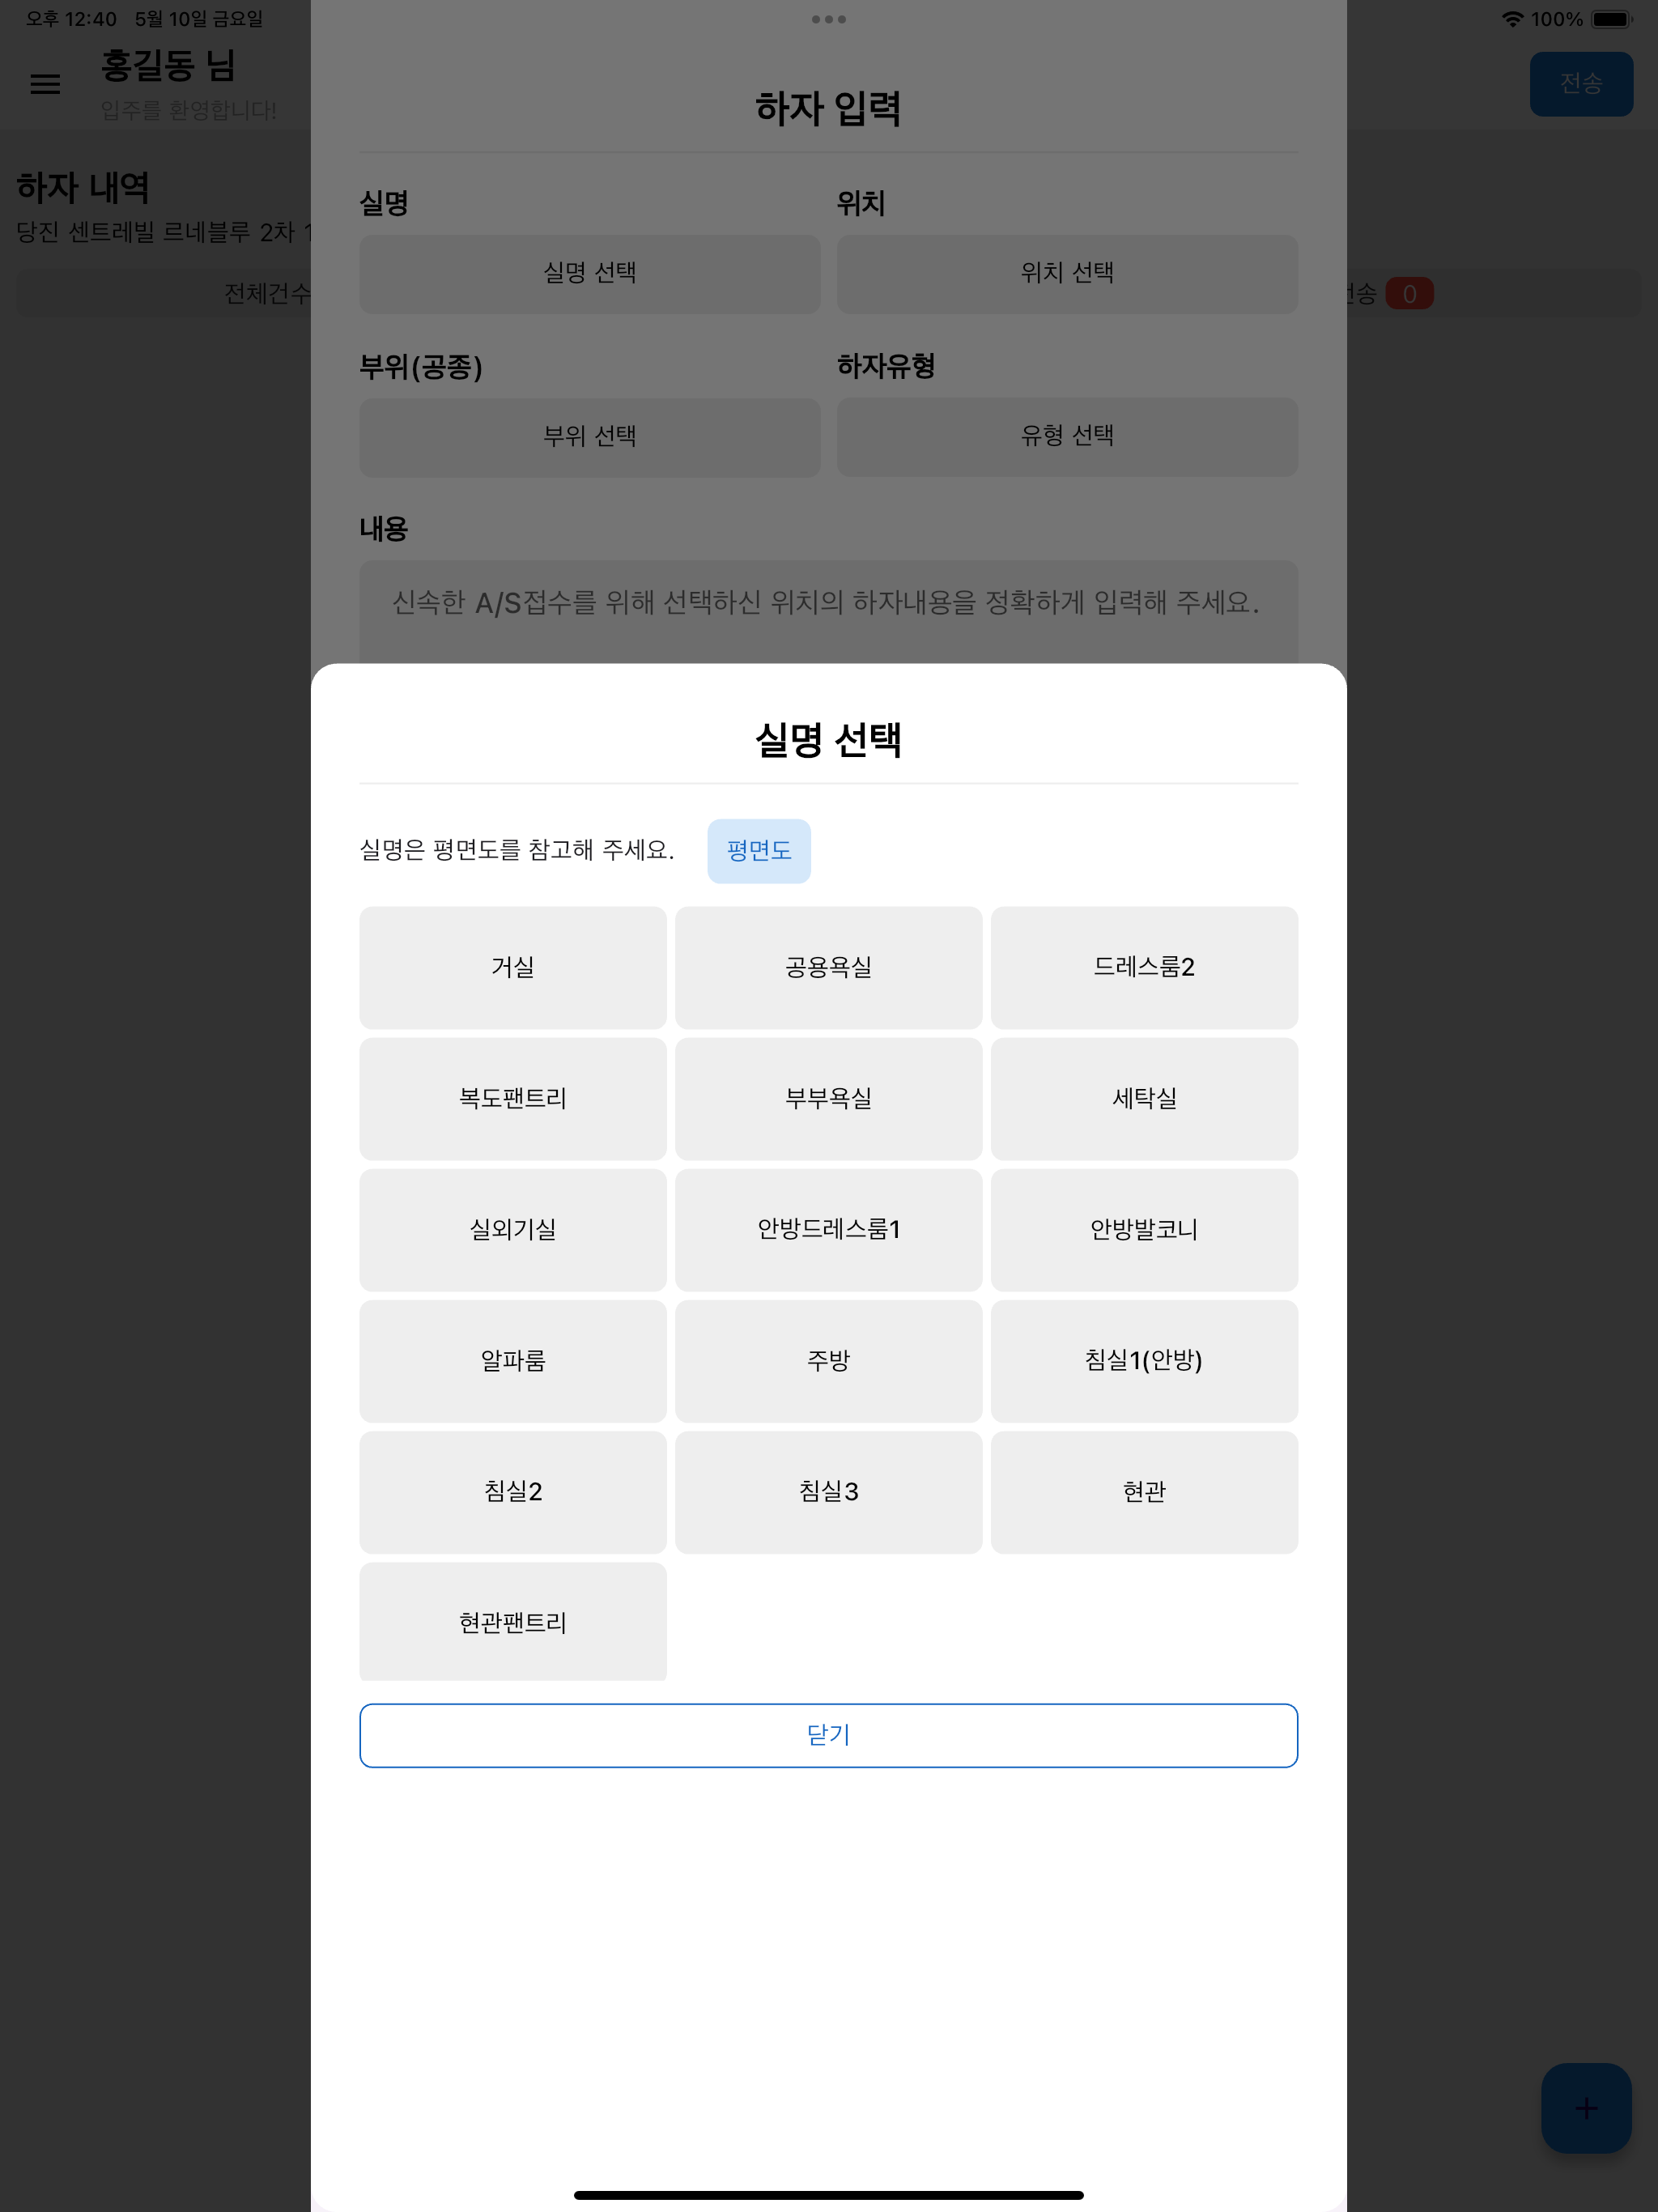 오후 12:40 5월 10일 금요일
100%
홍길동 님
입주를 환영합니다!
전송
하자 내역
당진 센트레빌 르네블루 2차
전체건수
전송 0
하자 입력
실명 위치
실명 선택 위치 선택
부위(공종) 하자유형
부위 선택 유형 선택
내용
신속한 A/S접수를 위해 선택하신 위치의 하자내용을 정확하게 입력해 주세요.
실명 선택
실명은 평면도를 참고해 주세요. 평면도
거실 공용욕실 드레스룸2
복도팬트리 부부욕실 세탁실
실외기실 안방드레스룸1 안방발코니
알파룸 주방 침실1(안방)
침실2 침실3 현관
현관팬트리
닫기
+